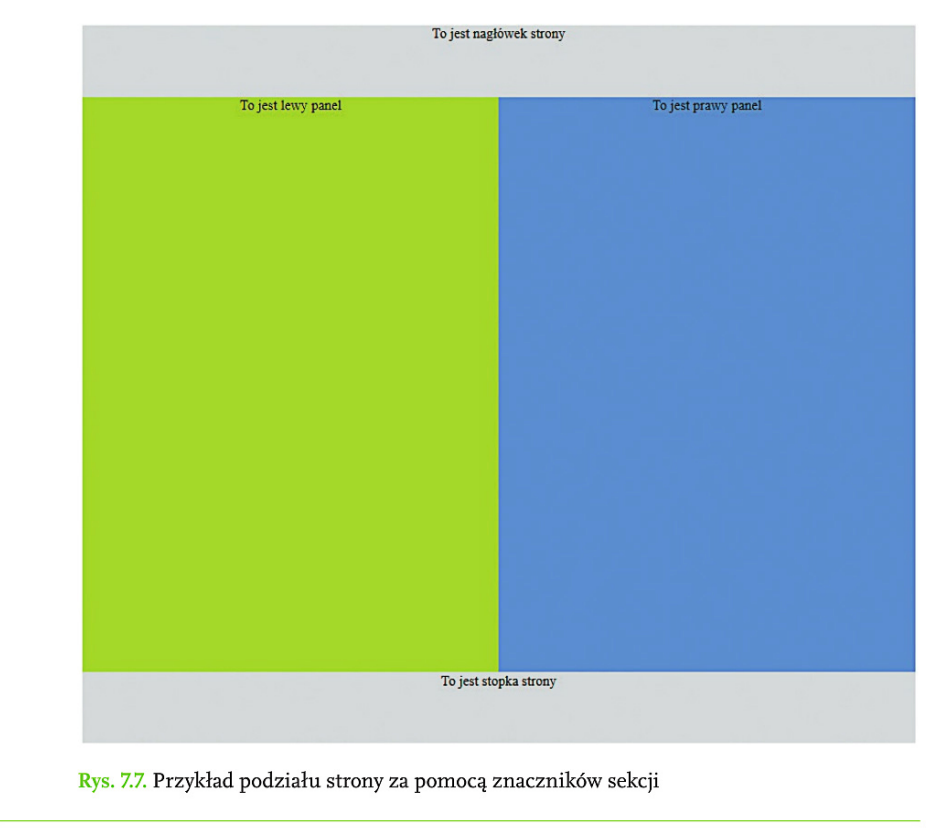 To jest nagłówek strony
To jest lewy panel
To jest prawy panel
To jest stopka strony
Rys. 7.7. Przykład podziału strony za pomocą znaczników sekcji